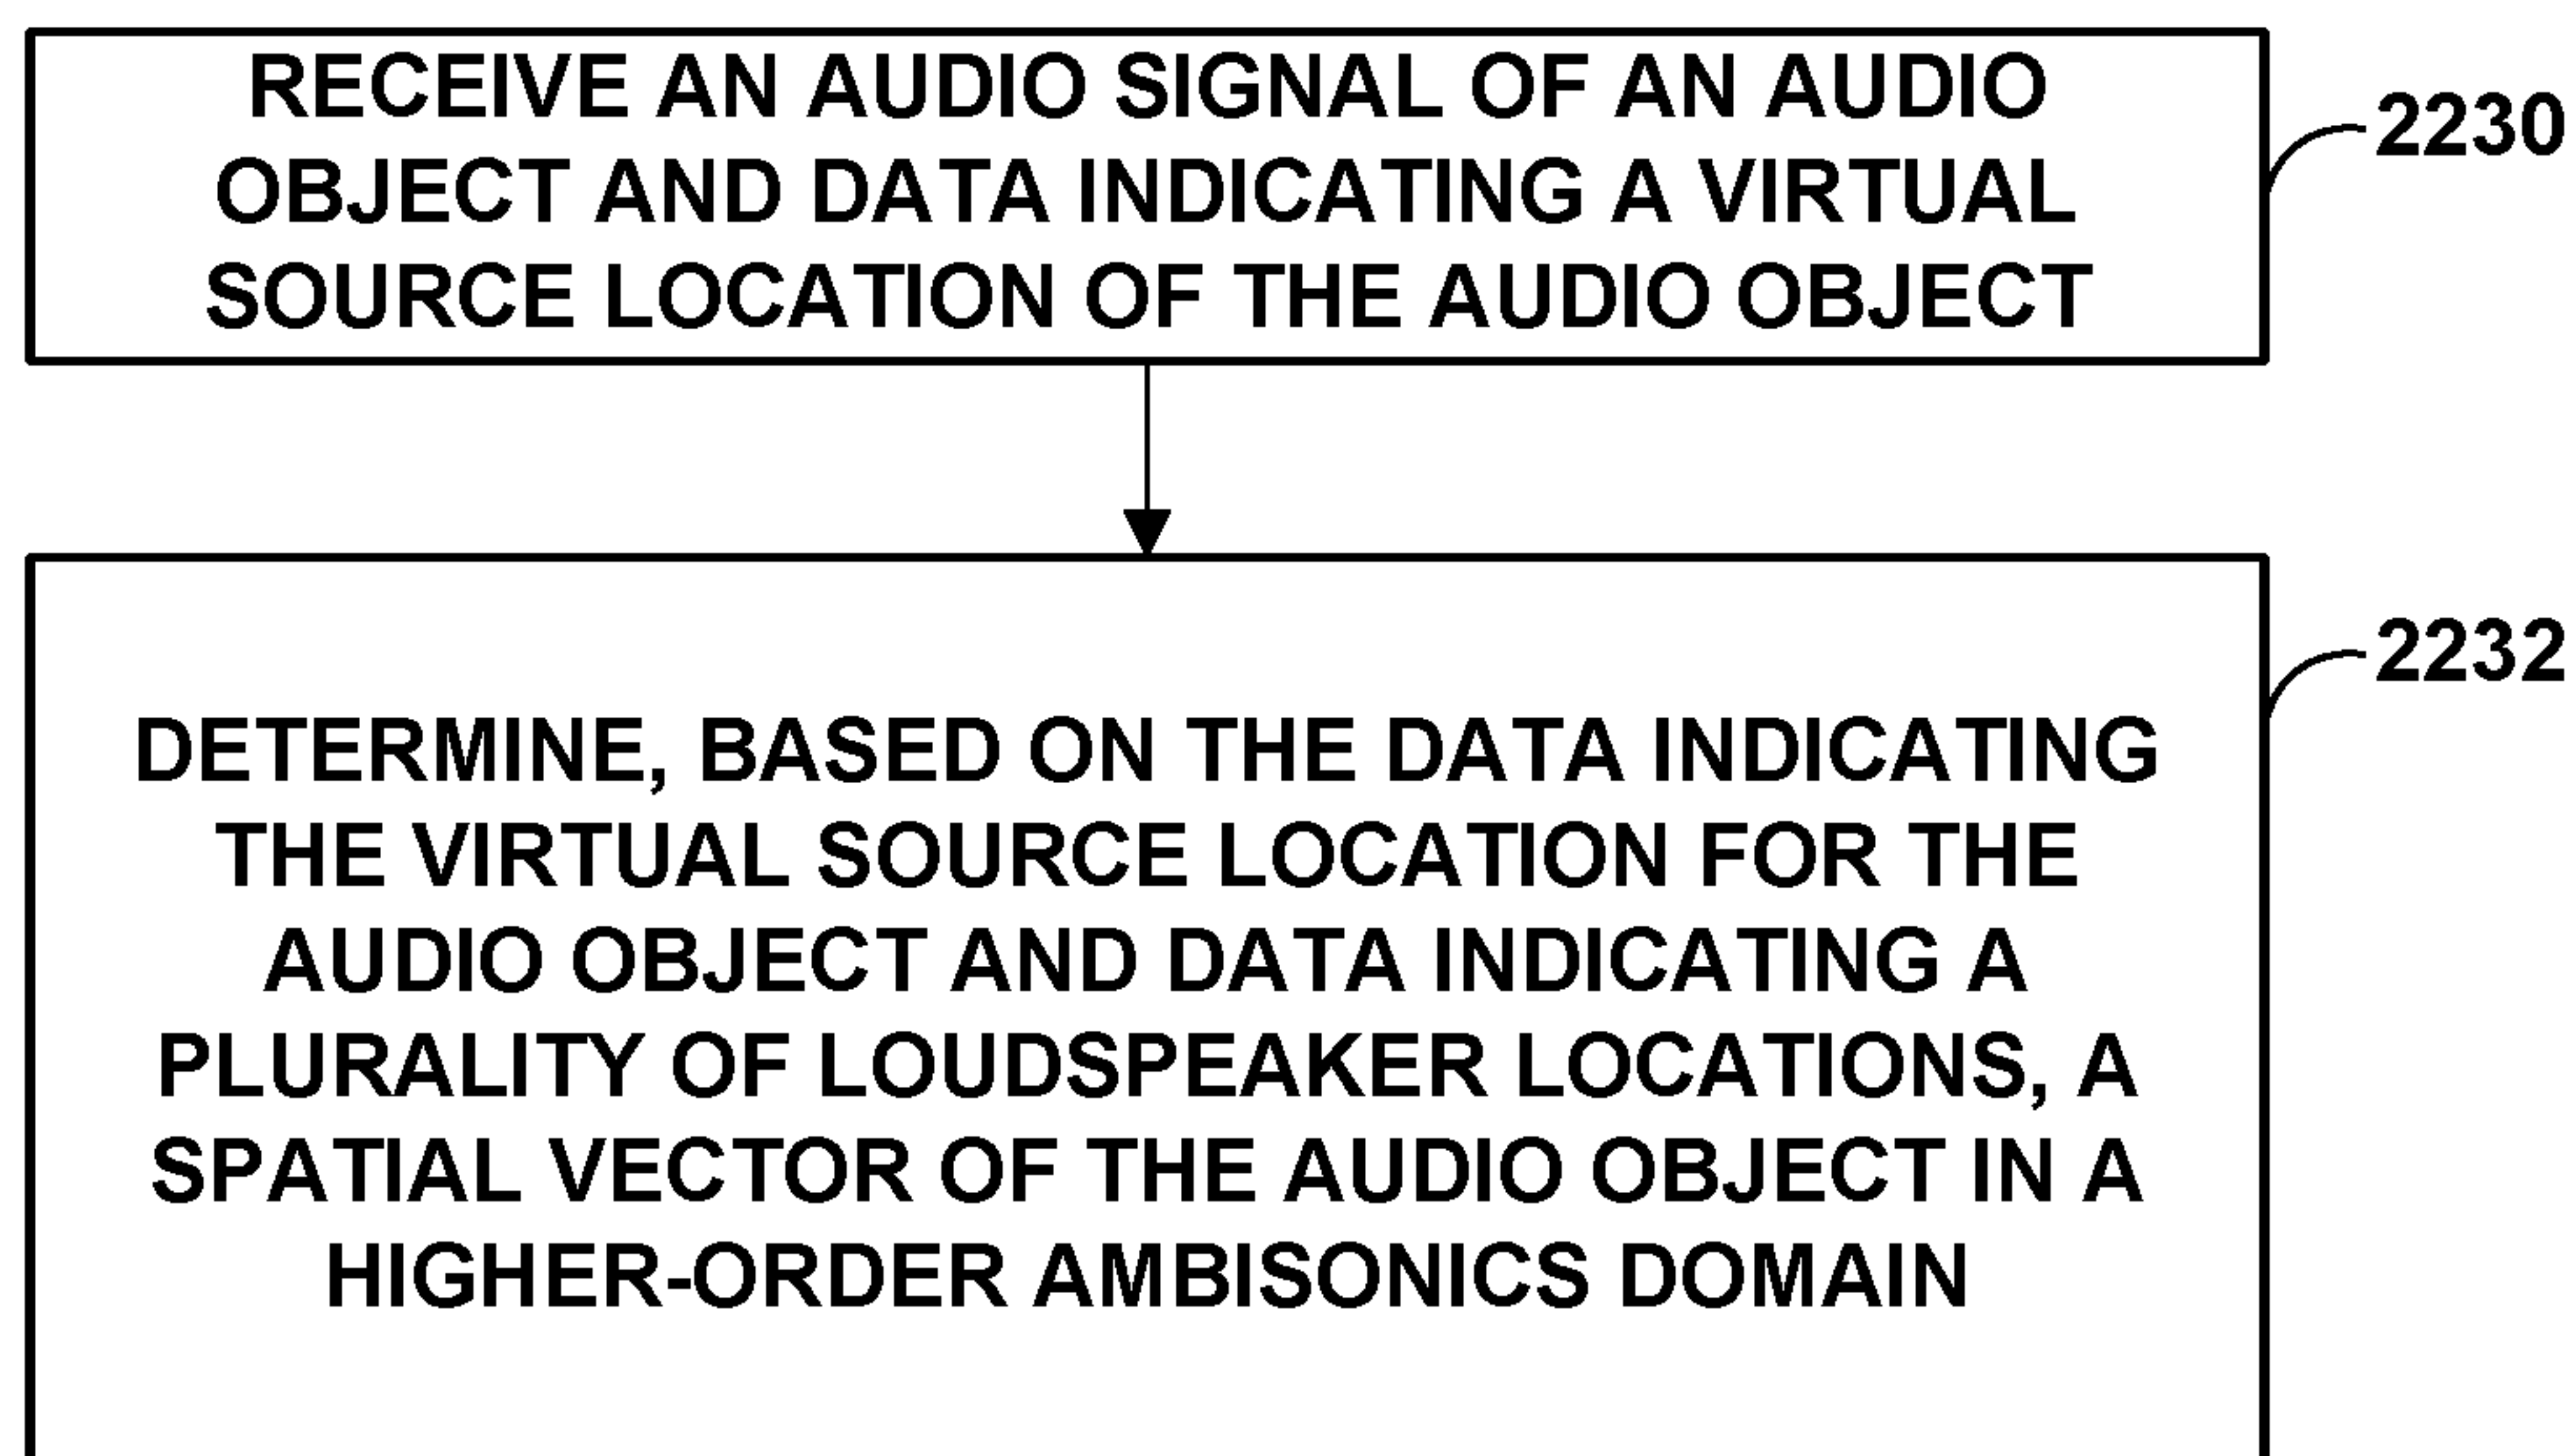 RECEIVE AN AUDIO SIGNAL OF AN AUDIO
OBJECT AND DATA INDICATING A VIRTUAL
SOURCE LOCATION OF THE AUDIO OBJECT
2230
DETERMINE, BASED ON THE DATA INDICATING
THE VIRTUAL SOURCE LOCATION FOR THE
AUDIO OBJECT AND DATA INDICATING A
PLURALITY OF LOUDSPEAKER LOCATIONS, A
SPATIAL VECTOR OF THE AUDIO OBJECT IN A
HIGHER-ORDER AMBISONICS DOMAIN
2232